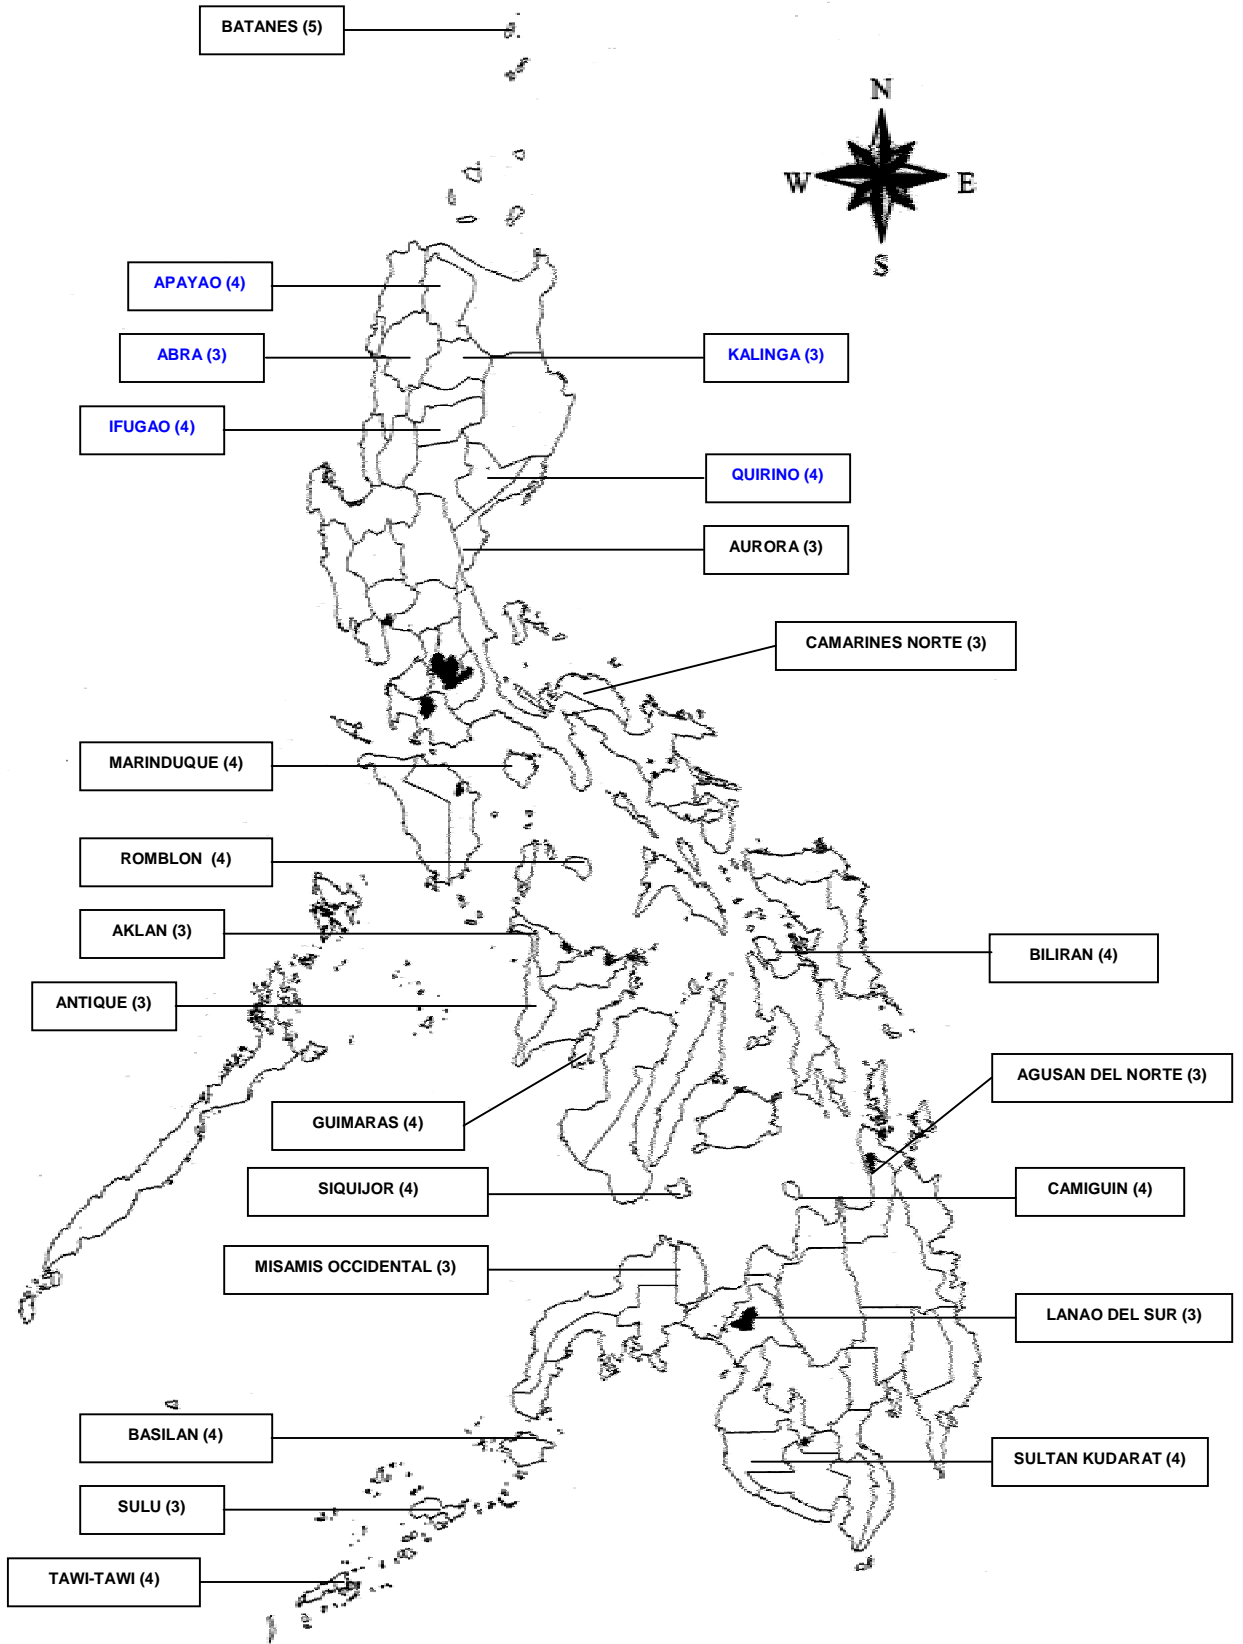 BATANES (5)
N
W
E
S
APAYAO (4)
ABRA (3)
KALINGA (3)
IFUGAO (4)
QUIRINO (4)
AURORA (3)
CAMARINES NORTE (3)
MARINDUQUE (4)
ROMBLON (4)
AKLAN (3)
BILIRAN (4)
ANTIQUE (3)
AGUSAN DEL NORTE (3)
GUIMARAS (4)
SIQUIJOR (4)
CAMIGUIN (4)
MISAMIS OCCIDENTAL (3)
LANAO DEL SUR (3)
BASILAN (4)
SULTAN KUDARAT (4)
SULU (3)
TAWI-TAWI (4)